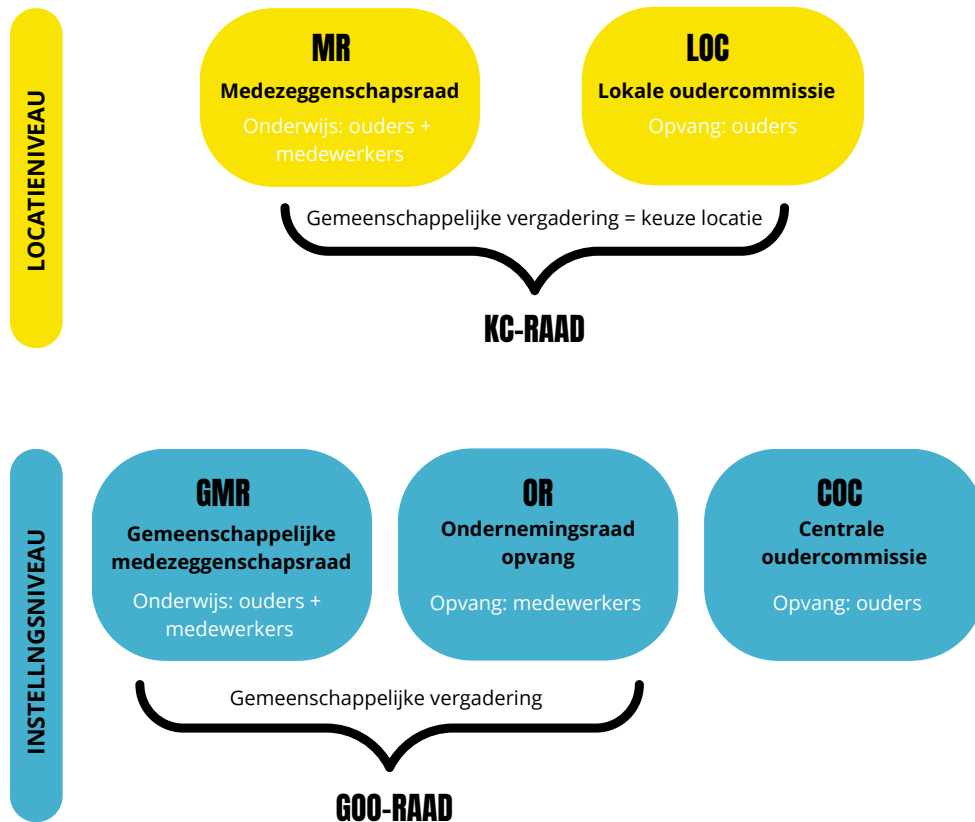 LOCATIENIVEAU
MR
Medezeggenschapsraad
Onderwijs: ouders +
medewerkers
LOC
Lokale oudercommissie
Opvang: ouders
Gemeenschappelijke vergadering = keuze locatie
KC-RAAD
INSTELLNGSNIVEAU
GMR
Gemeenschappelijke
medezeggenschapsraad
Onderwijs: ouders +
medewerkers
OR
Ondernemingsraad
opvang
Opvang: medewerkers
COC
Centrale
oudercommissie
Opvang: ouders
Gemeenschappelijke vergadering
GOO-RAAD